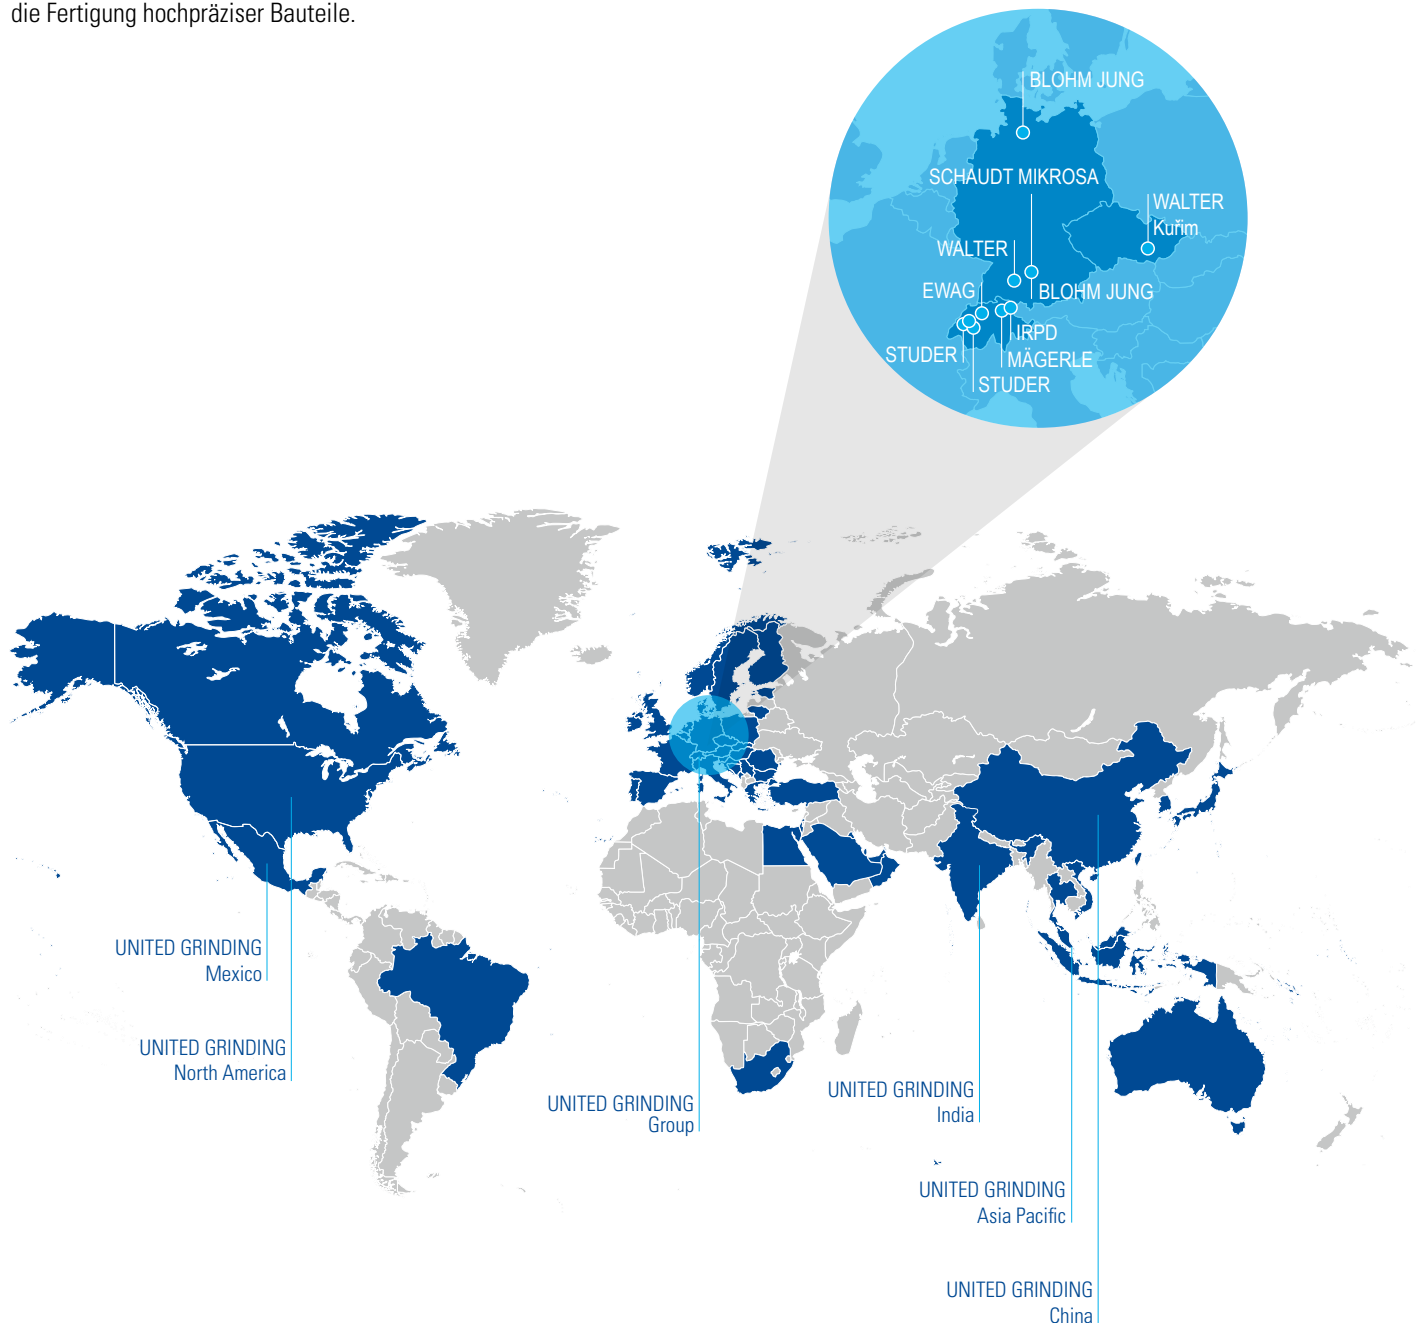 die Fertigung hochpräziser Bauteile.
BLOHM JUNG
SCHAUDT MIKROSA
WALTER
Kuřim
WALTER
EWAG
BLOHM JUNG
IRPD
STUDER
MÄGERLE
STUDER
UNITED GRINDING
Mexico
UNITED GRINDING
North America
UNITED GRINDING
Group
UNITED GRINDING
India
UNITED GRINDING
Asia Pacific
UNITED GRINDING
China